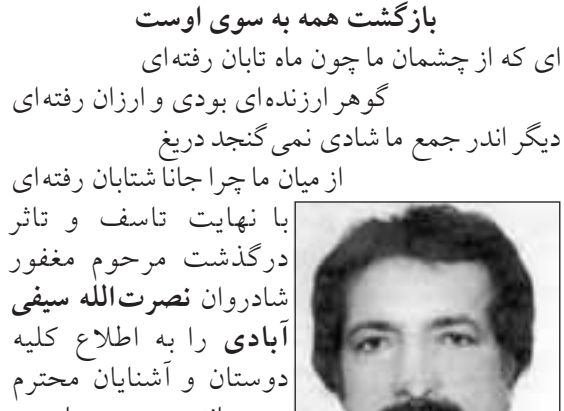 بازگشت همه به سوی اوست
ای که از چشمان ما چون ماه تابان رفته‌ای
گوهر ارزنده‌ای بودی و ارزان رفته‌ای
دیگر اندر جمع ما شادی نمی‌گنجد دریغ
از میان ما چرا جانا شتابان رفته‌ای
با نهایت تاسف و تاثر
درگذشت مرحوم مغفور
شادروان نصرت‌الله سیفی
آبادی را به اطلاع کلیه
دوستان و آشنایان محترم